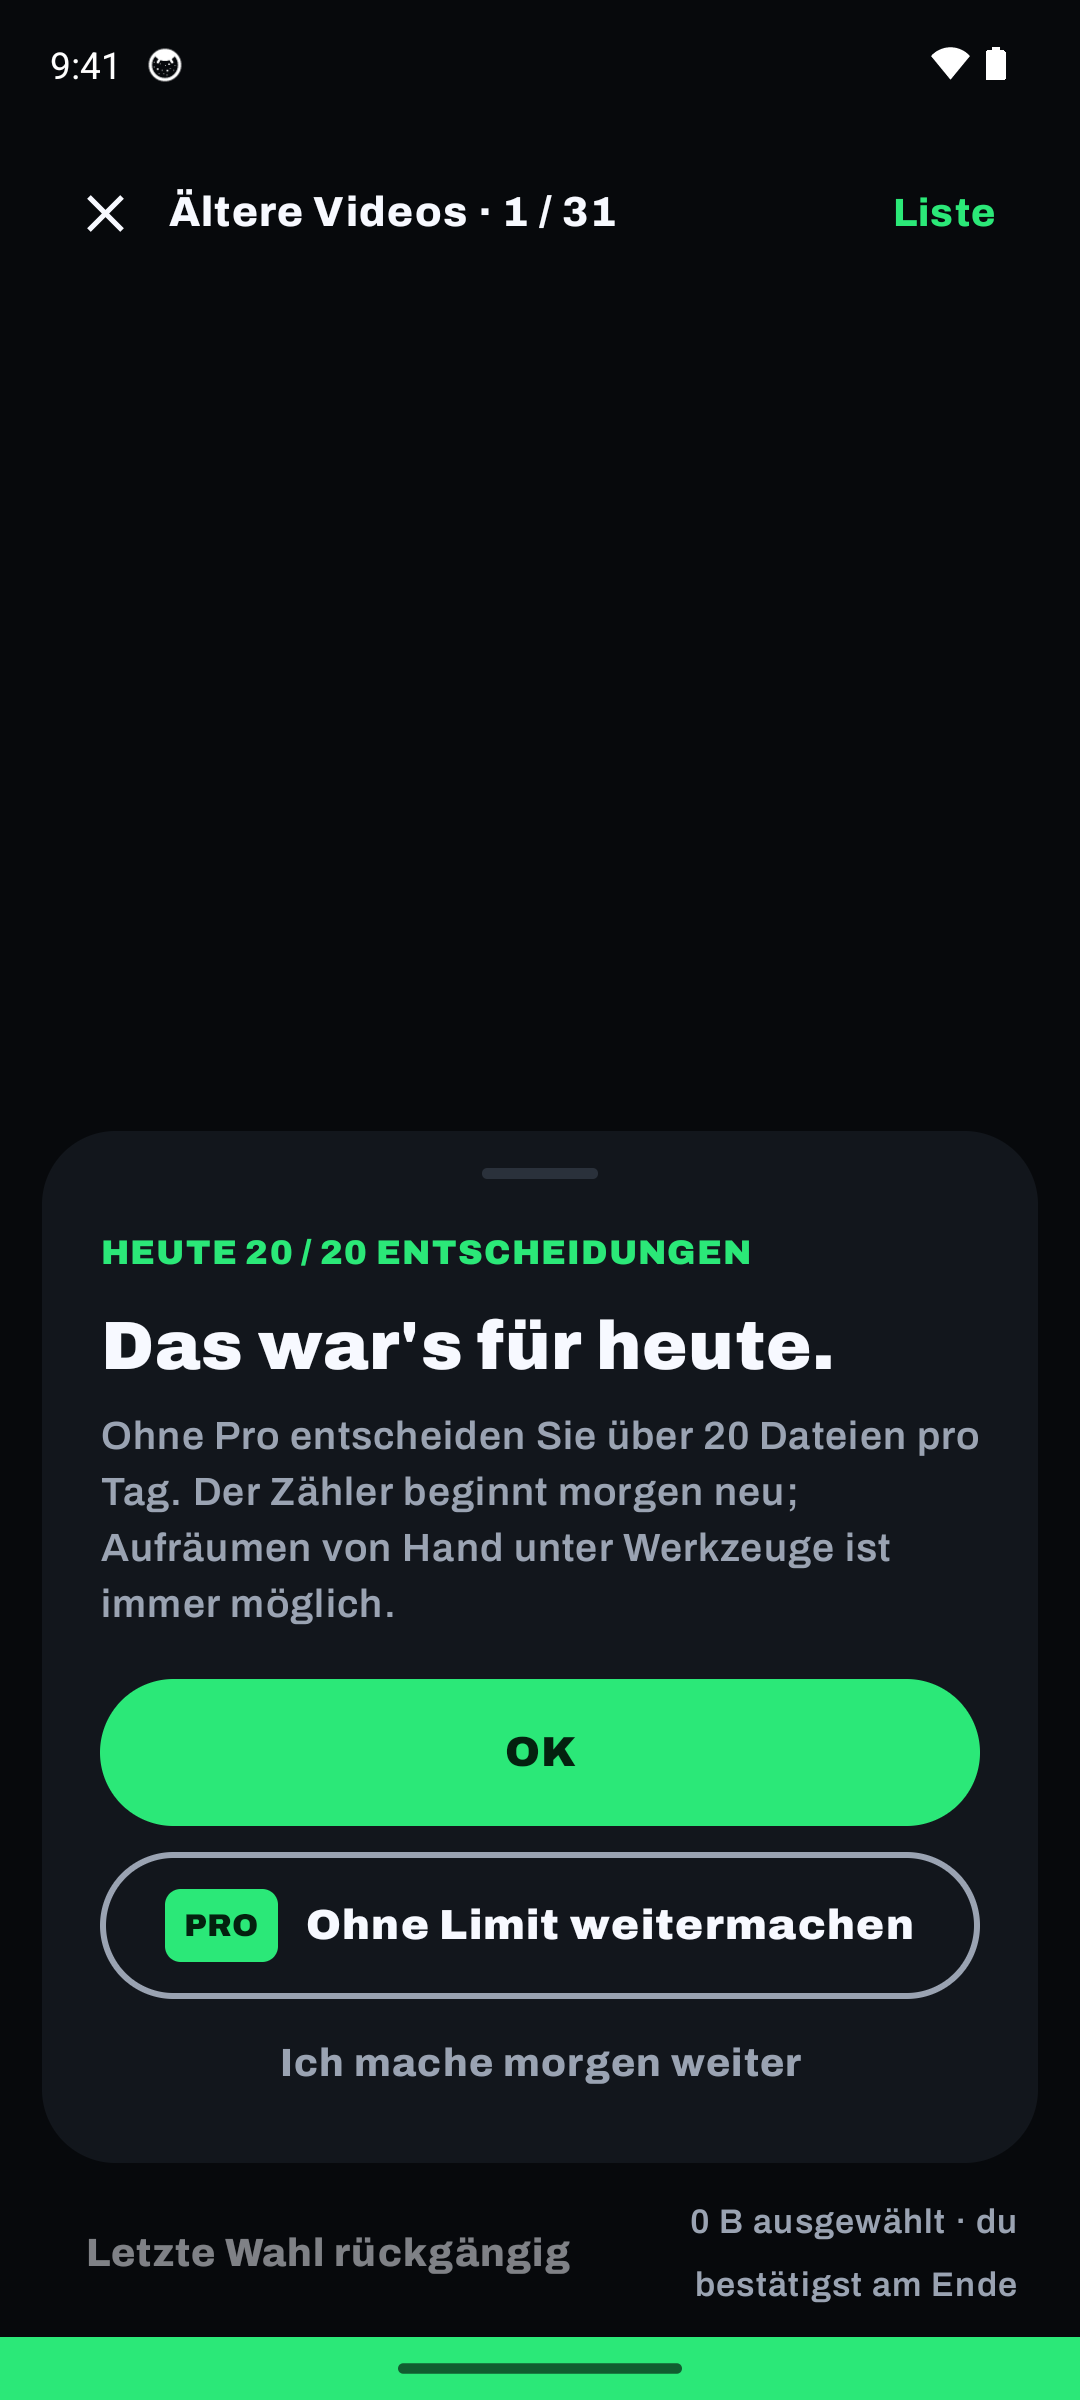 9:41
Ältere Videos · 1 / 31
Liste
HEUTE 20 / 20 ENTSCHEIDUNGEN
Das war's für heute.
Ohne Pro entscheiden Sie über 20 Dateien pro
Tag. Der Zähler beginnt morgen neu;
Aufräumen von Hand unter Werkzeuge ist
immer möglich.
OK
PRO Ohne Limit weitermachen
Ich mache morgen weiter
Letzte Wahl rückgängig
0 B ausgewählt · du
bestätigst am Ende